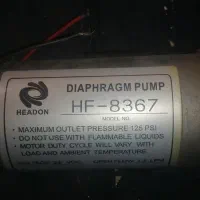 DIAPHRAGM PUMP
HEADON
HF-8367
MODEL NO.
• MAXIMUM OUTLET PRESSURE (125 PSI)
• DO NOT USE WITH FLAMMABLE LIQUIDS
• MOTOR DUTY CYCLE WILL VARY WITH
LOAD AND AMBIENT TEMPERATURE.